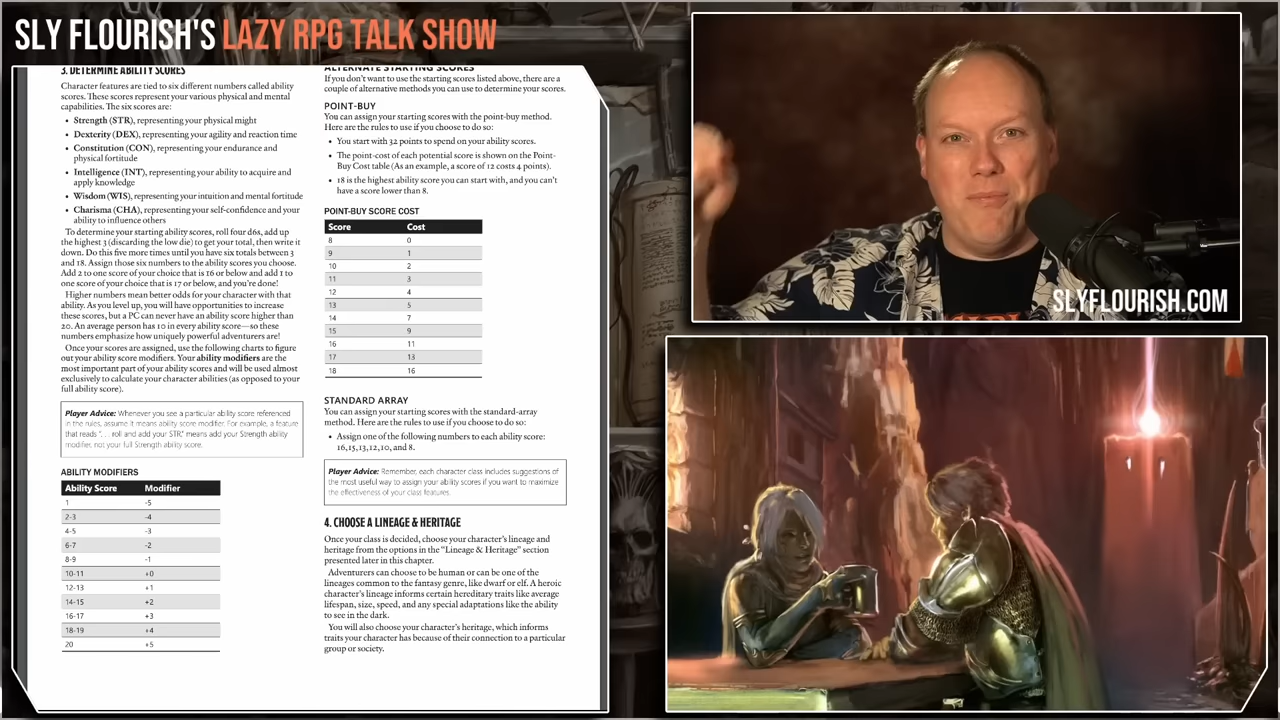 SLY FLOURISH'S LAZY RPG TALK SHOW
3. DETERMINE ABILITY SCORES
Character features are tied to six different numbers called ability
scores. These scores represent your various physical and mental
capabilities. The six scores are:
• Strength (STR), representing your physical might
• Dexterity (DEX), representing your agility and reaction time
• Constitution (CON), representing your endurance and
physical fortitude
• Intelligence (INT), representing your ability to acquire and
apply knowledge
• Wisdom (WIS), representing your intuition and mental fortitude
• Charisma (CHA), representing your self-confidence and your
ability to influence others
To determine your starting ability scores, roll four d6s, add up
the highest 3 (discarding the low die) to get your total, then write it
down. Do this five more times until you have six totals between 3
and 18. Assign those six numbers to the ability scores you choose.
Add 2 to one score of your choice that is 16 or below and add 1 to
one score of your choice that is 17 or below, and you're done!
Higher numbers mean better odds for your character with that
ability. As you level up, you will have opportunities to increase
these scores, but a PC can never have an ability score higher than
20. An average person has 10 in every ability score—so these
numbers emphasize how uniquely powerful adventurers are!
Once your scores are assigned, use the following charts to figure
out your ability score modifiers. Your ability modifiers are the
most important part of your ability scores and will be used almost
exclusively to calculate your character abilities (as opposed to your
full ability score).
Player Advice: Whenever you see a particular ability score referenced
in the rules, assume it means ability score modifier. For example, a feature
that reads ". . . roll and add your STR," means add your Strength ability
modifier, not your full Strength ability score.
ABILITY MODIFIERS
Ability Score Modifier
1 -5
2-3 -4
4-5 -3
6-7 -2
8-9 -1
10-11 +0
12-13 +1
14-15 +2
16-17 +3
18-19 +4
20 +5
ALTERNATE STARTING SCORES
If you don't want to use the starting scores listed above, there are a
couple of alternative methods you can use to determine your scores.
POINT-BUY
You can assign your starting scores with the point-buy method.
Here are the rules to use if you choose to do so:
• You start with 32 points to spend on your ability scores.
• The point-cost of each potential score is shown on the Point-
Buy Cost table (As an example, a score of 12 costs 4 points).
• 18 is the highest ability score you can start with, and you can't
have a score lower than 8.
POINT-BUY SCORE COST
Score Cost
8 0
9 1
10 2
11 3
12 4
13 5
14 7
15 9
16 11
17 13
18 16
STANDARD ARRAY
You can assign your starting scores with the standard-array
method. Here are the rules to use if you choose to do so:
• Assign one of the following numbers to each ability score:
16,15,13,12,10, and 8.
Player Advice: Remember, each character class includes suggestions of
the most useful way to assign your ability scores if you want to maximize
the effectiveness of your class features.
4. CHOOSE A LINEAGE & HERITAGE
Once your class is decided, choose your character's lineage and
heritage from the options in the "Lineage & Heritage" section
presented later in this chapter.
Adventurers can choose to be human or can be one of the
lineages common to the fantasy genre, like dwarf or elf. A heroic
character's lineage informs certain hereditary traits like average
lifespan, size, speed, and any special adaptations like the ability
to see in the dark.
You will also choose your character's heritage, which informs
traits your character has because of their connection to a particular
group or society.
SLYFLOURISH.COM